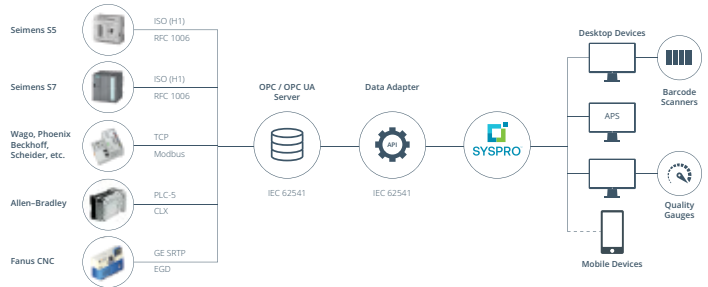 Seimens S5
ISO (H1)
RFC 1006
Seimens S7
ISO (H1)
RFC 1006
Wago, Phoenix
Beckhoff,
Scheider, etc.
TCP
Modbus
Allen–Bradley
PLC-5
CLX
Fanus CNC
GE SRTP
EGD
OPC / OPC UA
Server
IEC 62541
Data Adapter
API
IEC 62541
SYSPRO
Desktop Devices
Barcode
Scanners
APS
Quality
Gauges
Mobile Devices